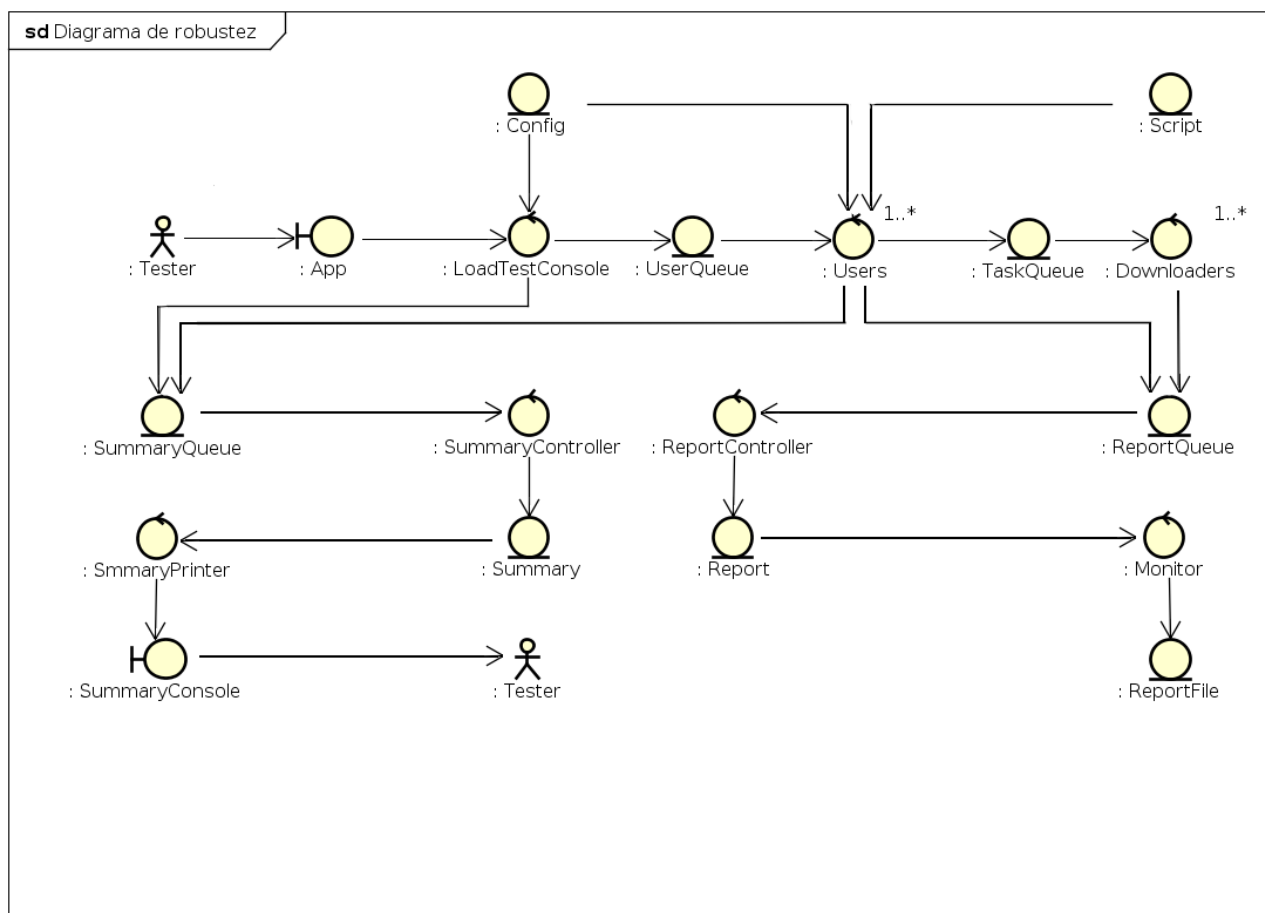 sd Diagrama de robustez
: Config
: Script
1..*
1..*
: Tester
: App
: LoadTestConsole
: UserQueue
: Users
: TaskQueue
: Downloaders
: SummaryQueue
: SummaryController
: ReportController
: ReportQueue
: SmmaryPrinter
: Summary
: Report
: Monitor
: SummaryConsole
: Tester
: ReportFile